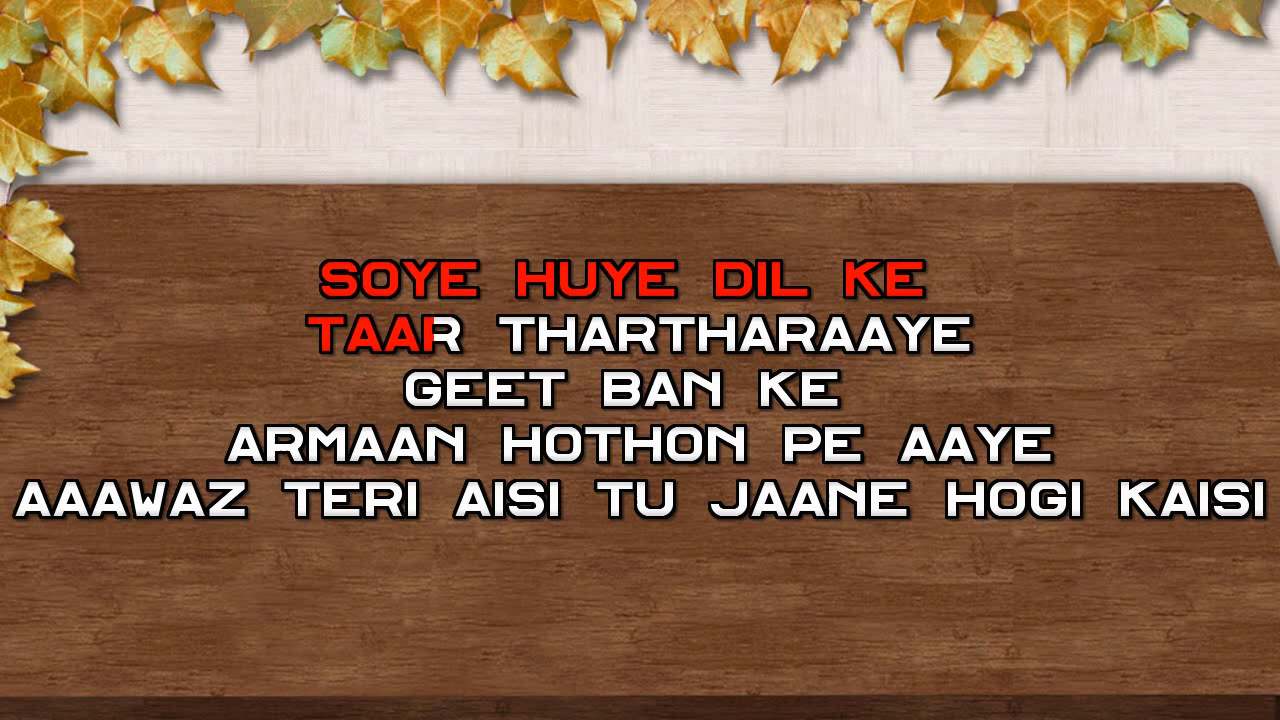 SOYE HUYE DIL KE
TAAR THARTHARAAYE
GEET BAN KE
ARMAAN HOTHON PE AAYE
AAAWAZ TERI AISI TU JAANE HOGI KAISI